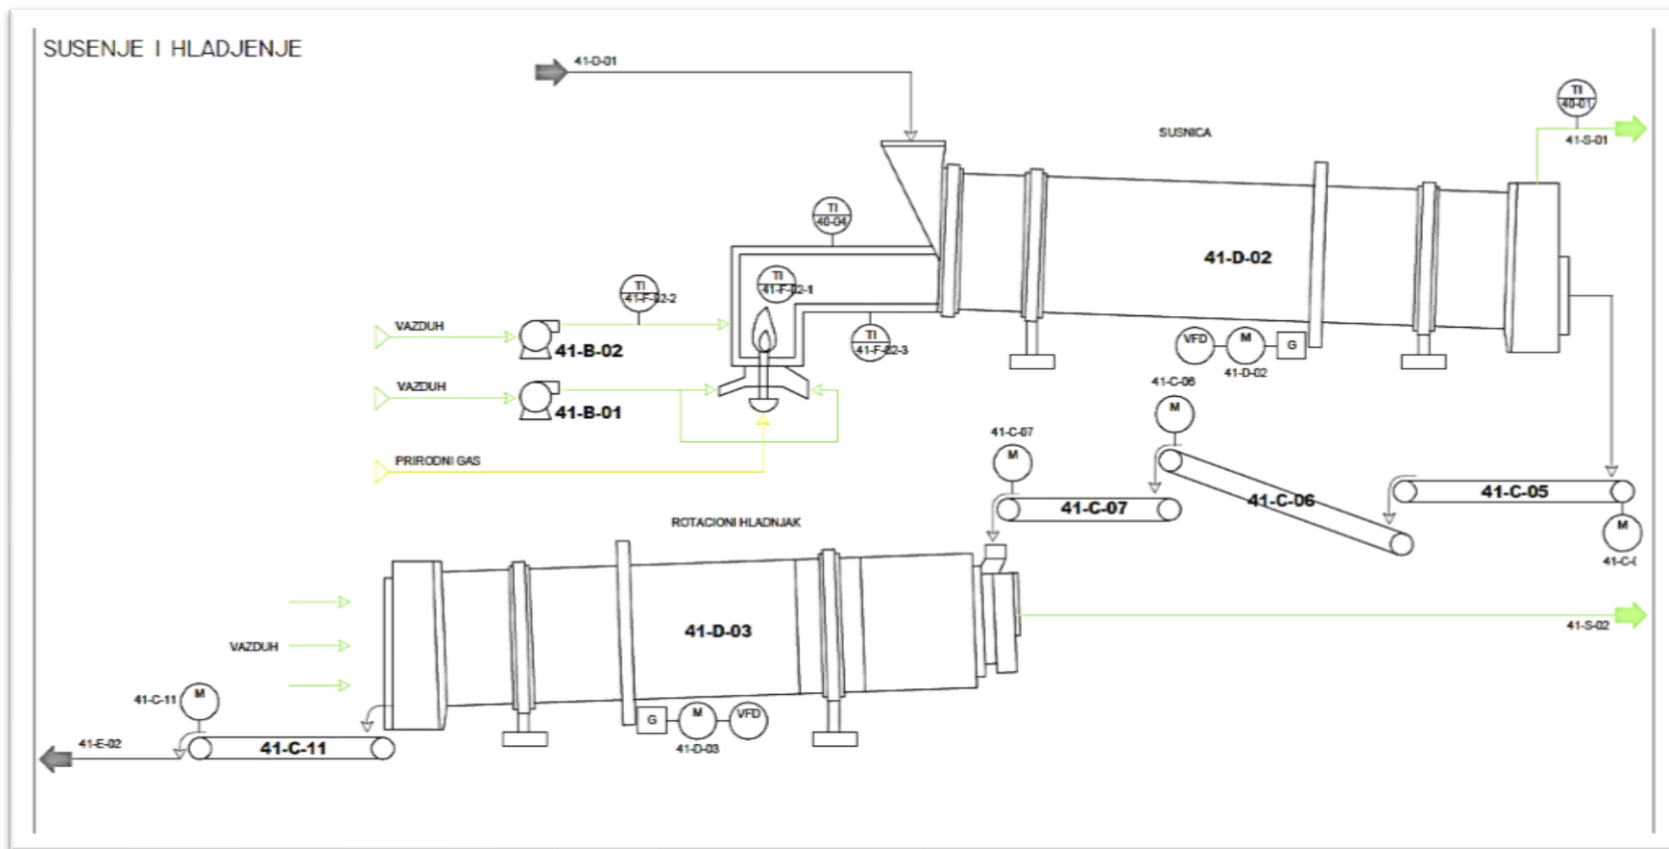 SUSENJE I HLADJENJE
41-D-01
TI
40-01
41-S-01
SUSNICA
TI
40-04
41-D-02
TI
41-F-02-1
TI
41-F-02-2
VAZDUH
41-B-02
TI
41-F-02-3
VFD
M
G
41-D-02
VAZDUH
41-B-01
41-C-06
M
41-C-07
M
PRIRODNI GAS
41-C-05
41-C-06
41-C-07
M
ROTACIONI HLADNJAK
VAZDUH
41-D-03
41-S-02
41-C-11
M
G
M
VFD
41-D-03
41-E-02
41-C-11